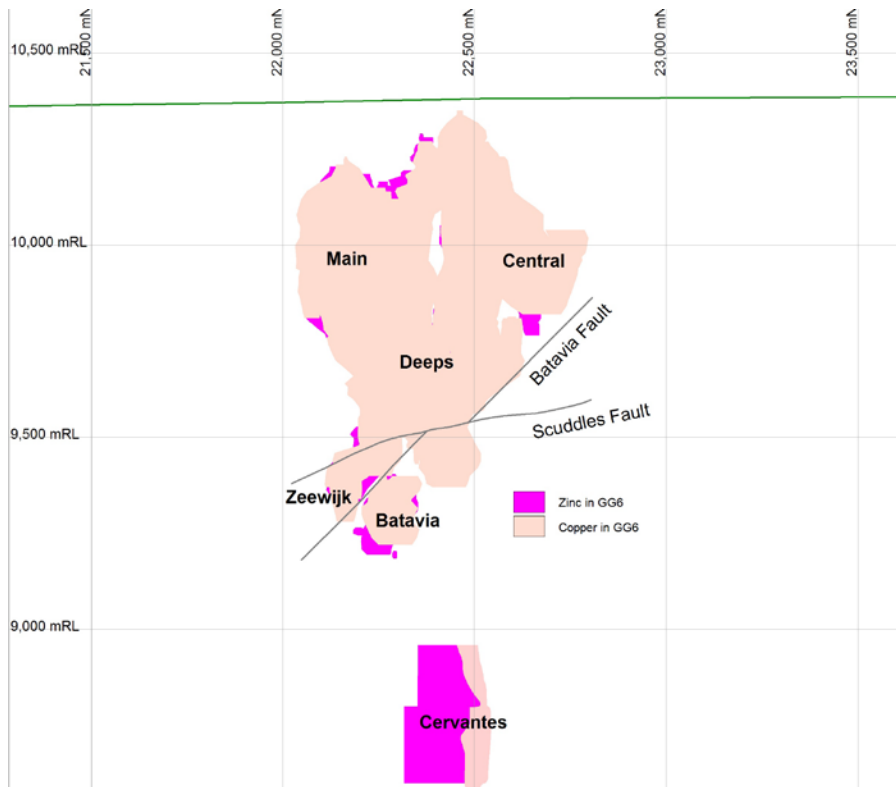 21,500 mN
22,000 mN
22,500 mN
23,000 mN
23,500 mN
10,500 mRL
10,000 mRL
Main
Central
Batavia Fault
Deeps
Scuddles Fault
9,500 mRL
Zeewijk
Zinc in GG6
Batavia
Copper in GG6
9,000 mRL
Cervantes